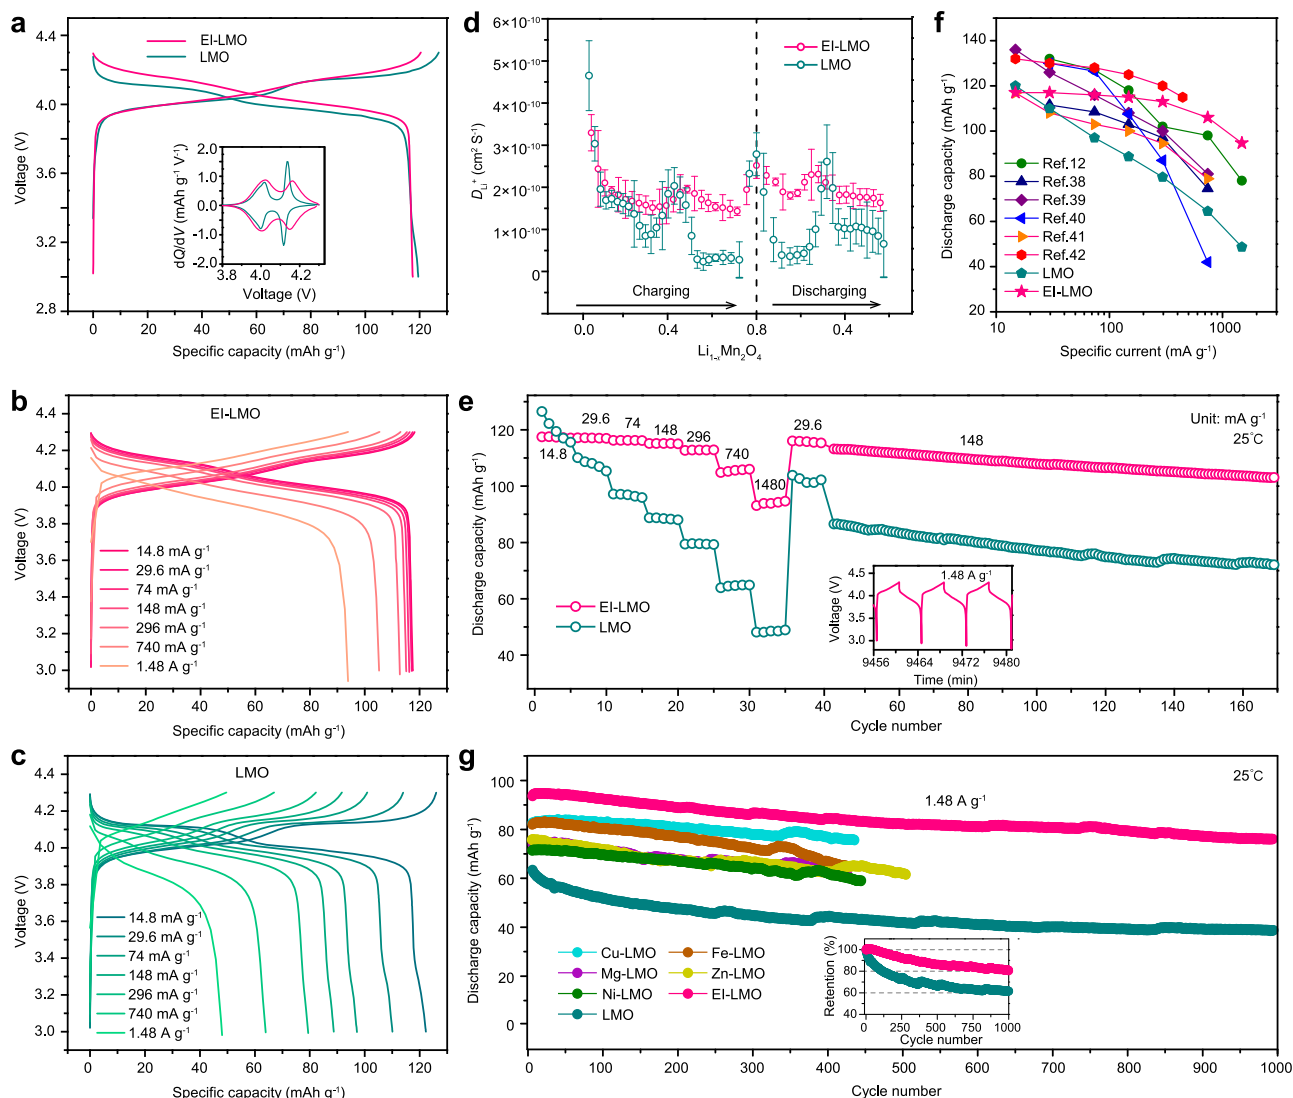 a
EI-LMO
LMO
4.4
4.0
3.6
3.2
2.8
Voltage (V)
0 20 40 60 80 100 120
Specific capacity (mAh g⁻¹)
2.0
1.0
0.0
-1.0
-2.0
dQ/dV (mAh g⁻¹ V⁻¹)
3.8 4.0 4.2
Voltage (V)
d
6×10⁻¹⁰
5×10⁻¹⁰
4×10⁻¹⁰
3×10⁻¹⁰
2×10⁻¹⁰
1×10⁻¹⁰
0
D Li⁺ (cm² S⁻¹)
EI-LMO
LMO
Charging
Discharging
0.0 0.4 0.8 0.4
Li₁₋ₓMn₂O₄
f
140
120
100
80
60
40
20
Discharge capacity (mAh g⁻¹)
Ref.12
Ref.38
Ref.39
Ref.40
Ref.41
Ref.42
LMO
EI-LMO
10 100 1000
Specific current (mA g⁻¹)
b
EI-LMO
4.4
4.2
4.0
3.8
3.6
3.4
3.2
3.0
Voltage (V)
14.8 mA g⁻¹
29.6 mA g⁻¹
74 mA g⁻¹
148 mA g⁻¹
296 mA g⁻¹
740 mA g⁻¹
1.48 A g⁻¹
0 20 40 60 80 100 120
Specific capacity (mAh g⁻¹)
e
120
100
80
60
40
Discharge capacity (mAh g⁻¹)
14.8
29.6
74
148
296
740
1480
29.6
148
Unit: mA g⁻¹
25°C
EI-LMO
LMO
4.5
4.0
3.5
3.0
Voltage (V)
1.48 A g⁻¹
9456 9464 9472 9480
Time (min)
0 10 20 30 40 60 80 100 120 140 160
Cycle number
c
LMO
4.4
4.2
4.0
3.8
3.6
3.4
3.2
3.0
Voltage (V)
14.8 mA g⁻¹
29.6 mA g⁻¹
74 mA g⁻¹
148 mA g⁻¹
296 mA g⁻¹
740 mA g⁻¹
1.48 A g⁻¹
0 20 40 60 80 100 120
Specific capacity (mAh g⁻¹)
g
100
80
60
40
20
0
Discharge capacity (mAh g⁻¹)
25°C
1.48 A g⁻¹
Cu-LMO
Fe-LMO
Mg-LMO
Zn-LMO
Ni-LMO
EI-LMO
LMO
100
80
60
40
Retention (%)
0 250 500 750 1000
Cycle number
0 100 200 300 400 500 600 700 800 900 1000
Cycle number